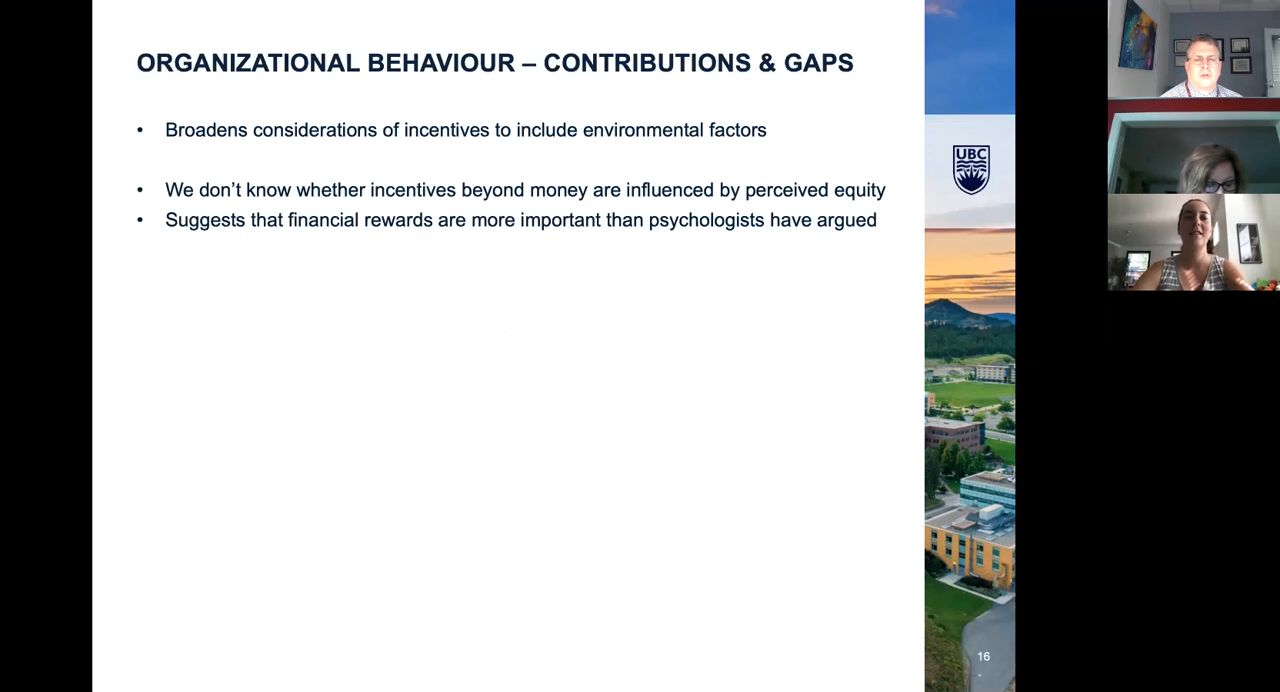 ORGANIZATIONAL BEHAVIOUR – CONTRIBUTIONS & GAPS
• Broadens considerations of incentives to include environmental factors
• We don’t know whether incentives beyond money are influenced by perceived equity
• Suggests that financial rewards are more important than psychologists have argued
UBC
16